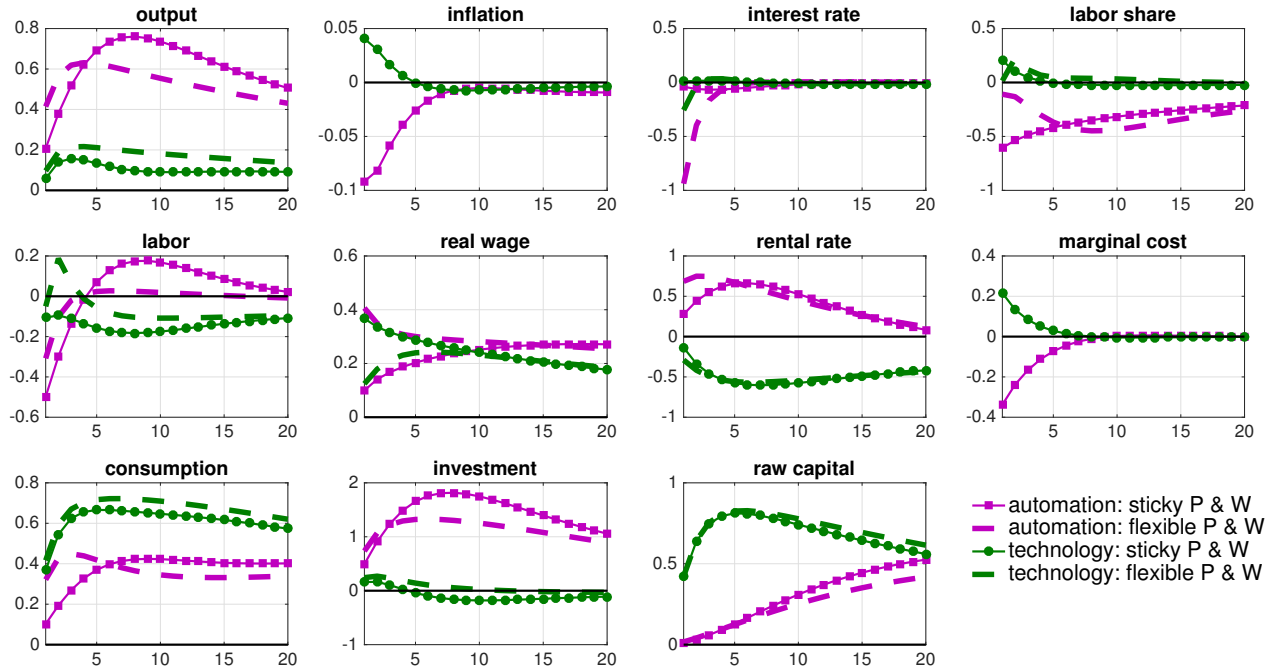 output
0.8
0.6
0.4
0.2
0
5 10 15 20
inflation
0.05
0
-0.05
-0.1
5 10 15 20
interest rate
1
0.5
0
-0.5
-1
5 10 15 20
labor share
1
0.5
0
-0.5
-1
5 10 15 20
labor
0.2
0
-0.2
-0.4
-0.6
5 10 15 20
real wage
0.6
0.4
0.2
0
5 10 15 20
rental rate
1
0.5
0
-0.5
-1
5 10 15 20
marginal cost
0.4
0.2
0
-0.2
-0.4
5 10 15 20
consumption
0.8
0.6
0.4
0.2
0
5 10 15 20
investment
2
1
0
-1
5 10 15 20
raw capital
1
0.5
0
5 10 15 20
automation: sticky P & W
automation: flexible P & W
technology: sticky P & W
technology: flexible P & W